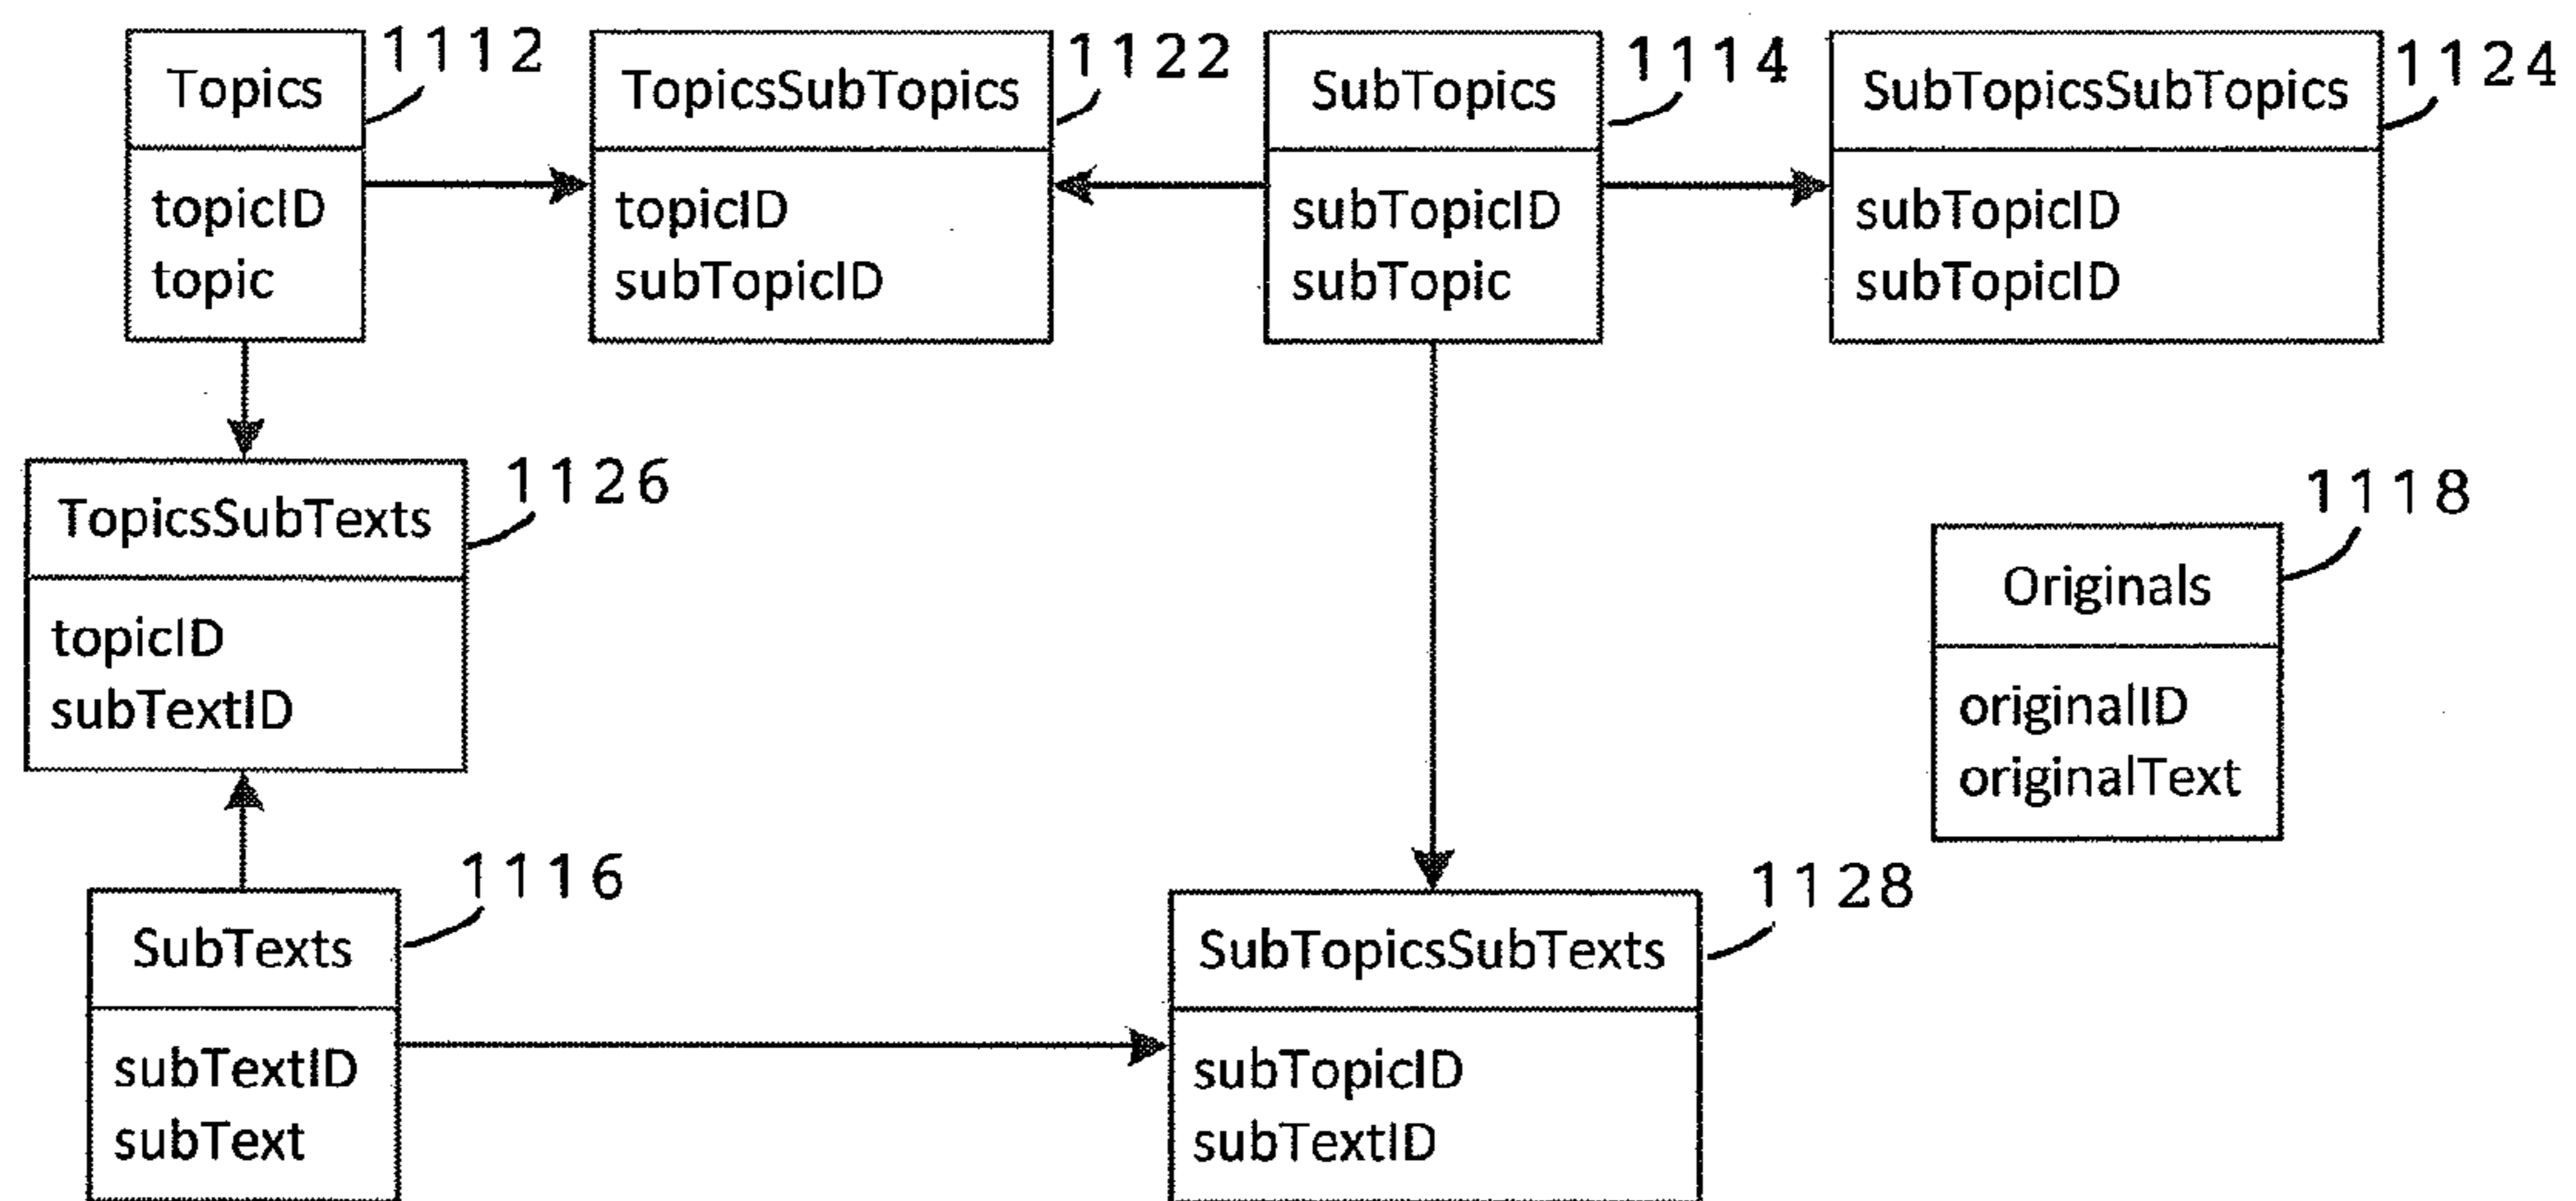 Topics
1112
topicID
topic
TopicsSubTopics
1122
topicID
subTopicID
SubTopics
1114
subTopicID
subTopic
SubTopicsSubTopics
1124
subTopicID
subTopicID
TopicsSubTexts
1126
topicID
subTextID
Originals
1118
originalID
originalText
SubTexts
1116
subTextID
subText
SubTopicsSubTexts
1128
subTopicID
subTextID